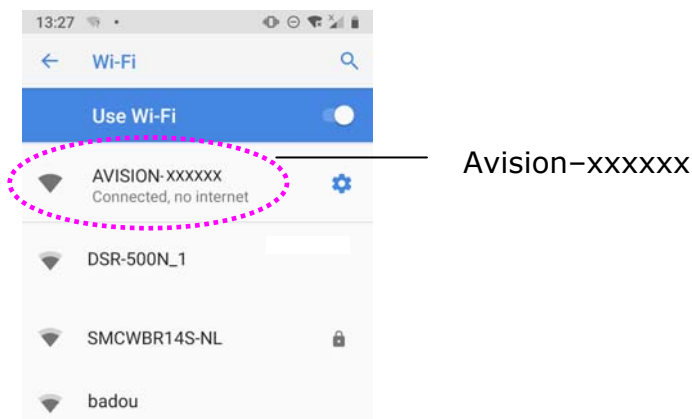 13:27
Wi-Fi
Use Wi-Fi
AVISION-XXXXXX
Connected, no internet
Avision–xxxxxx
DSR-500N_1
SMCWBR14S-NL
badou